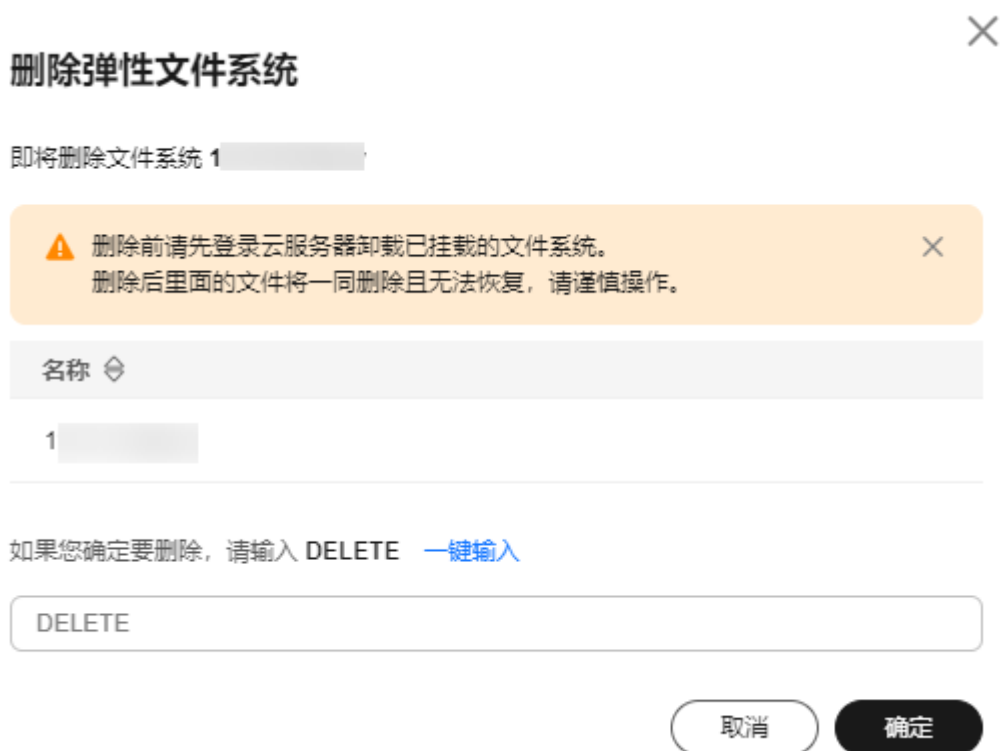 删除弹性文件系统
即将删除文件系统 1
删除前请先登录云服务器卸载已挂载的文件系统。
删除后里面的文件将一同删除且无法恢复，请谨慎操作。
名称
1
如果您确定要删除，请输入 DELETE 一键输入
DELETE
取消 确定